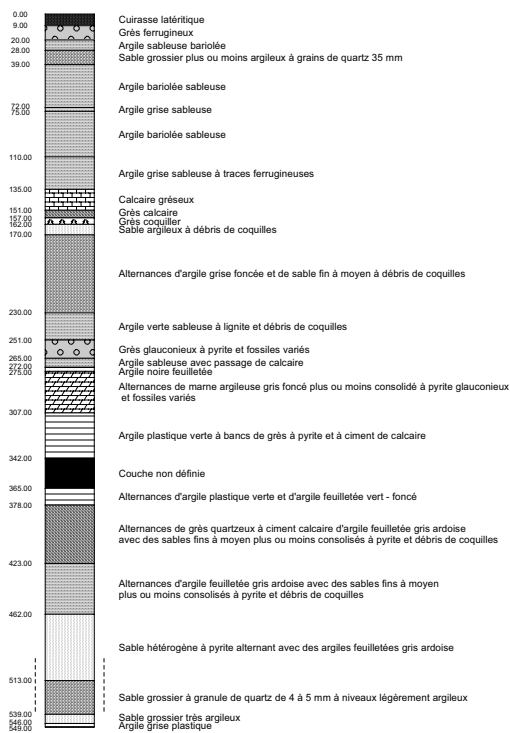 0.00
Cuirasse latéritique
9.00
Grès ferrugineux
20.00
Argile sableuse bariolée
28.00
Sable grossier plus ou moins argileux à grains de quartz 35 mm
39.00
Argile bariolée sableuse
72.00
Argile grise sableuse
75.00
Argile bariolée sableuse
110.00
Argile grise sableuse à traces ferrugineuses
135.00
Calcaire gréseux
151.00
Grès calcaire
157.00
Grès coquiller
162.00
Sable argileux à débris de coquilles
170.00
Alternances d'argile grise foncée et de sable fin à moyen à débris de coquilles
230.00
Argile verte sableuse à lignite et débris de coquilles
251.00
Grès glauconieux à pyrite et fossiles variés
265.00
Argile sableuse avec passage de calcaire
272.00
Argile noire feuilletée
275.00
Alternances de marne argileuse gris foncé plus ou moins consolidé à pyrite glauconieux
et fossiles variés
307.00
Argile plastique verte à bancs de grès à pyrite et à ciment de calcaire
342.00
Couche non définie
365.00
Alternances d'argile plastique verte et d'argile feuilletée vert - foncé
378.00
Alternances de grès quartzeux à ciment calcaire d'argile feuilletée gris ardoise
avec des sables fins à moyen plus ou moins consolisés à pyrite et débris de coquilles
423.00
Alternances d'argile feuilletée gris ardoise avec des sables fins à moyen
plus ou moins consolisés à pyrite et débris de coquilles
462.00
Sable hétérogène à pyrite alternant avec des argiles feuilletées gris ardoise
513.00
Sable grossier à granule de quartz de 4 à 5 mm à niveaux légèrement argileux
539.00
Sable grossier très argileux
546.00
Argile grise plastique
549.00